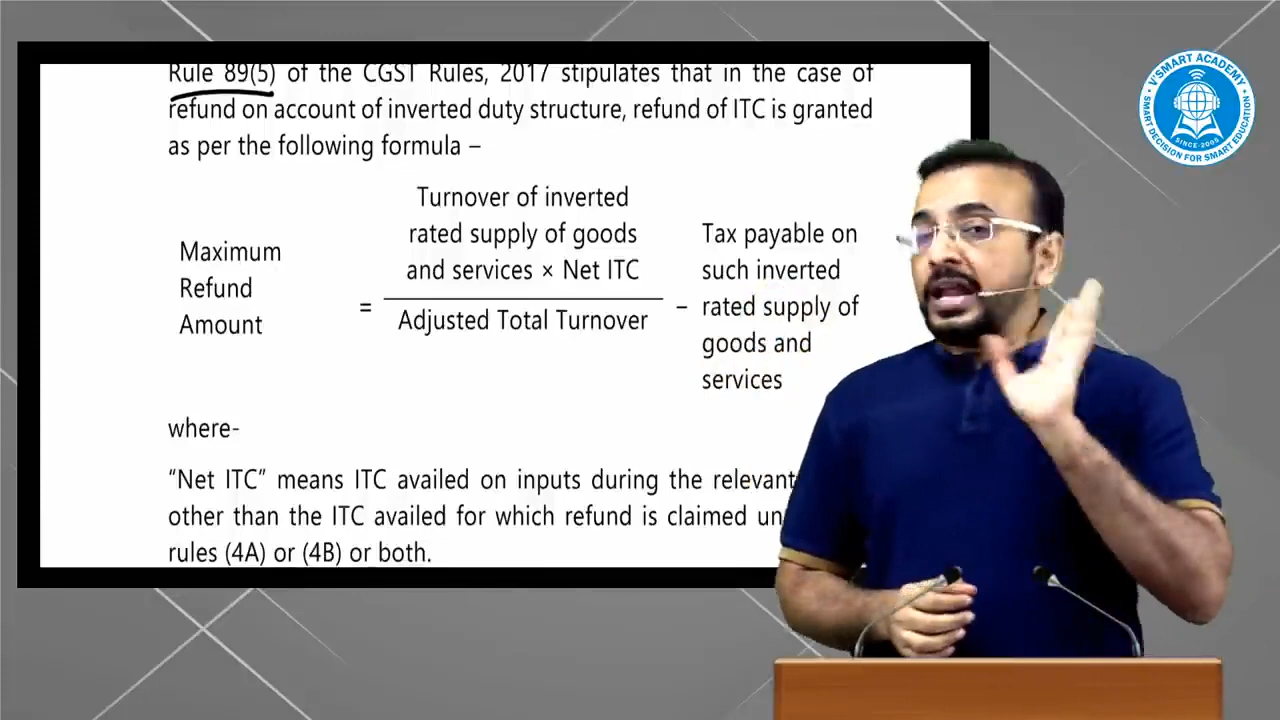 Rule 89(5) of the CGST Rules, 2017 stipulates that in the case of
refund on account of inverted duty structure, refund of ITC is granted
as per the following formula –
Maximum
Refund
Amount
=
Turnover of inverted
rated supply of goods
and services × Net ITC
Adjusted Total Turnover
–
Tax payable on
such inverted
rated supply of
goods and
services
where-
“Net ITC” means ITC availed on inputs during the relevant
other than the ITC availed for which refund is claimed un
rules (4A) or (4B) or both.
V'SMART ACADEMY
SMART DECISION FOR SMART EDUCATION
SINCE-2005